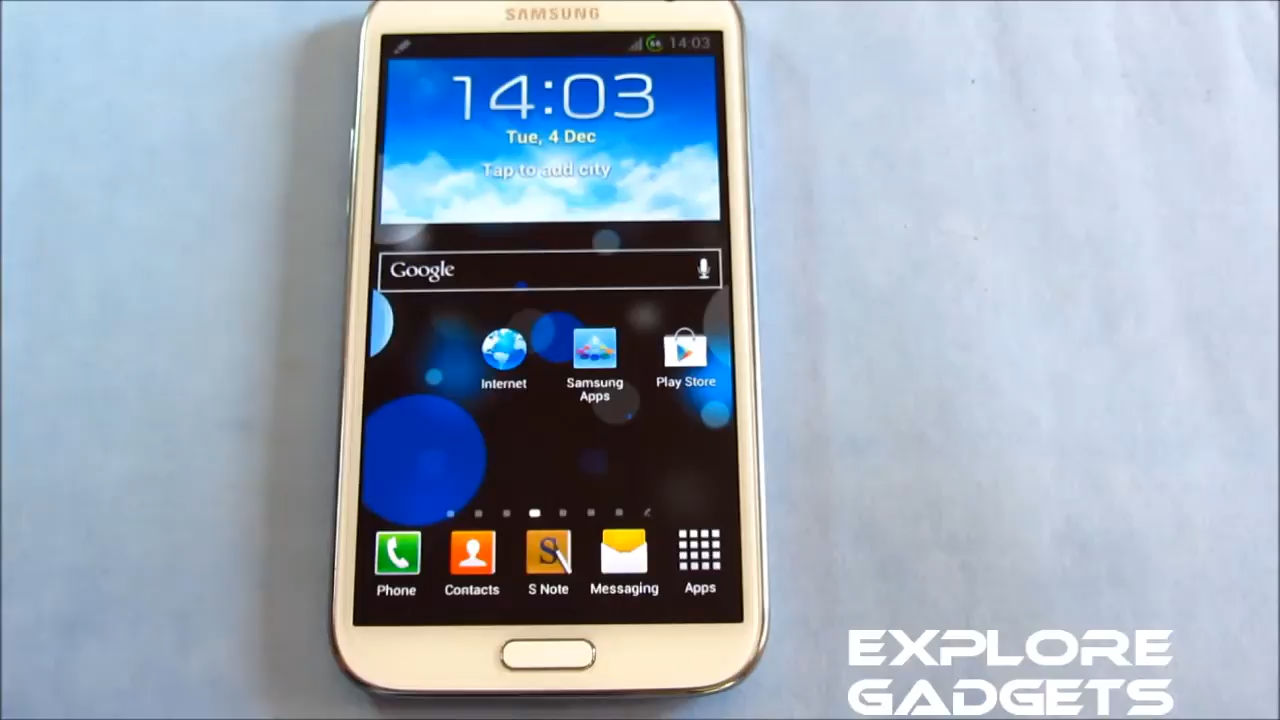 SAMSUNG
66 14:03
14:03
Tue, 4 Dec
Tap to add city
Google
Internet
Samsung Apps
Play Store
Phone
Contacts
S Note
Messaging
Apps
EXPLORE
GADGETS